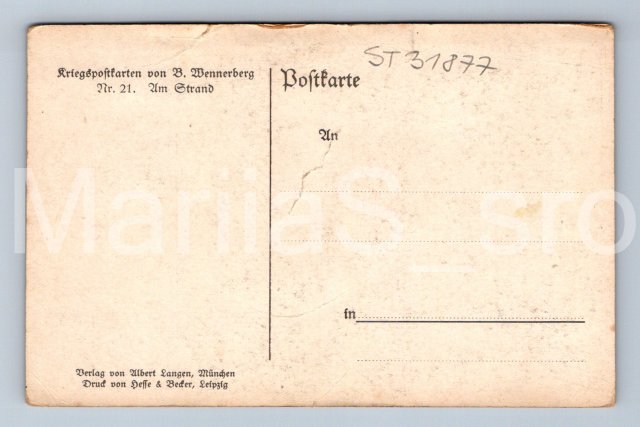 Kriegspostkarten von B. Wennerberg
Nr. 21. Am Strand
Postkarte
ST 31877
An
in
Verlag von Albert Langen, München
Druck von Hesse & Becker, Leipzig
MariiaS_sro